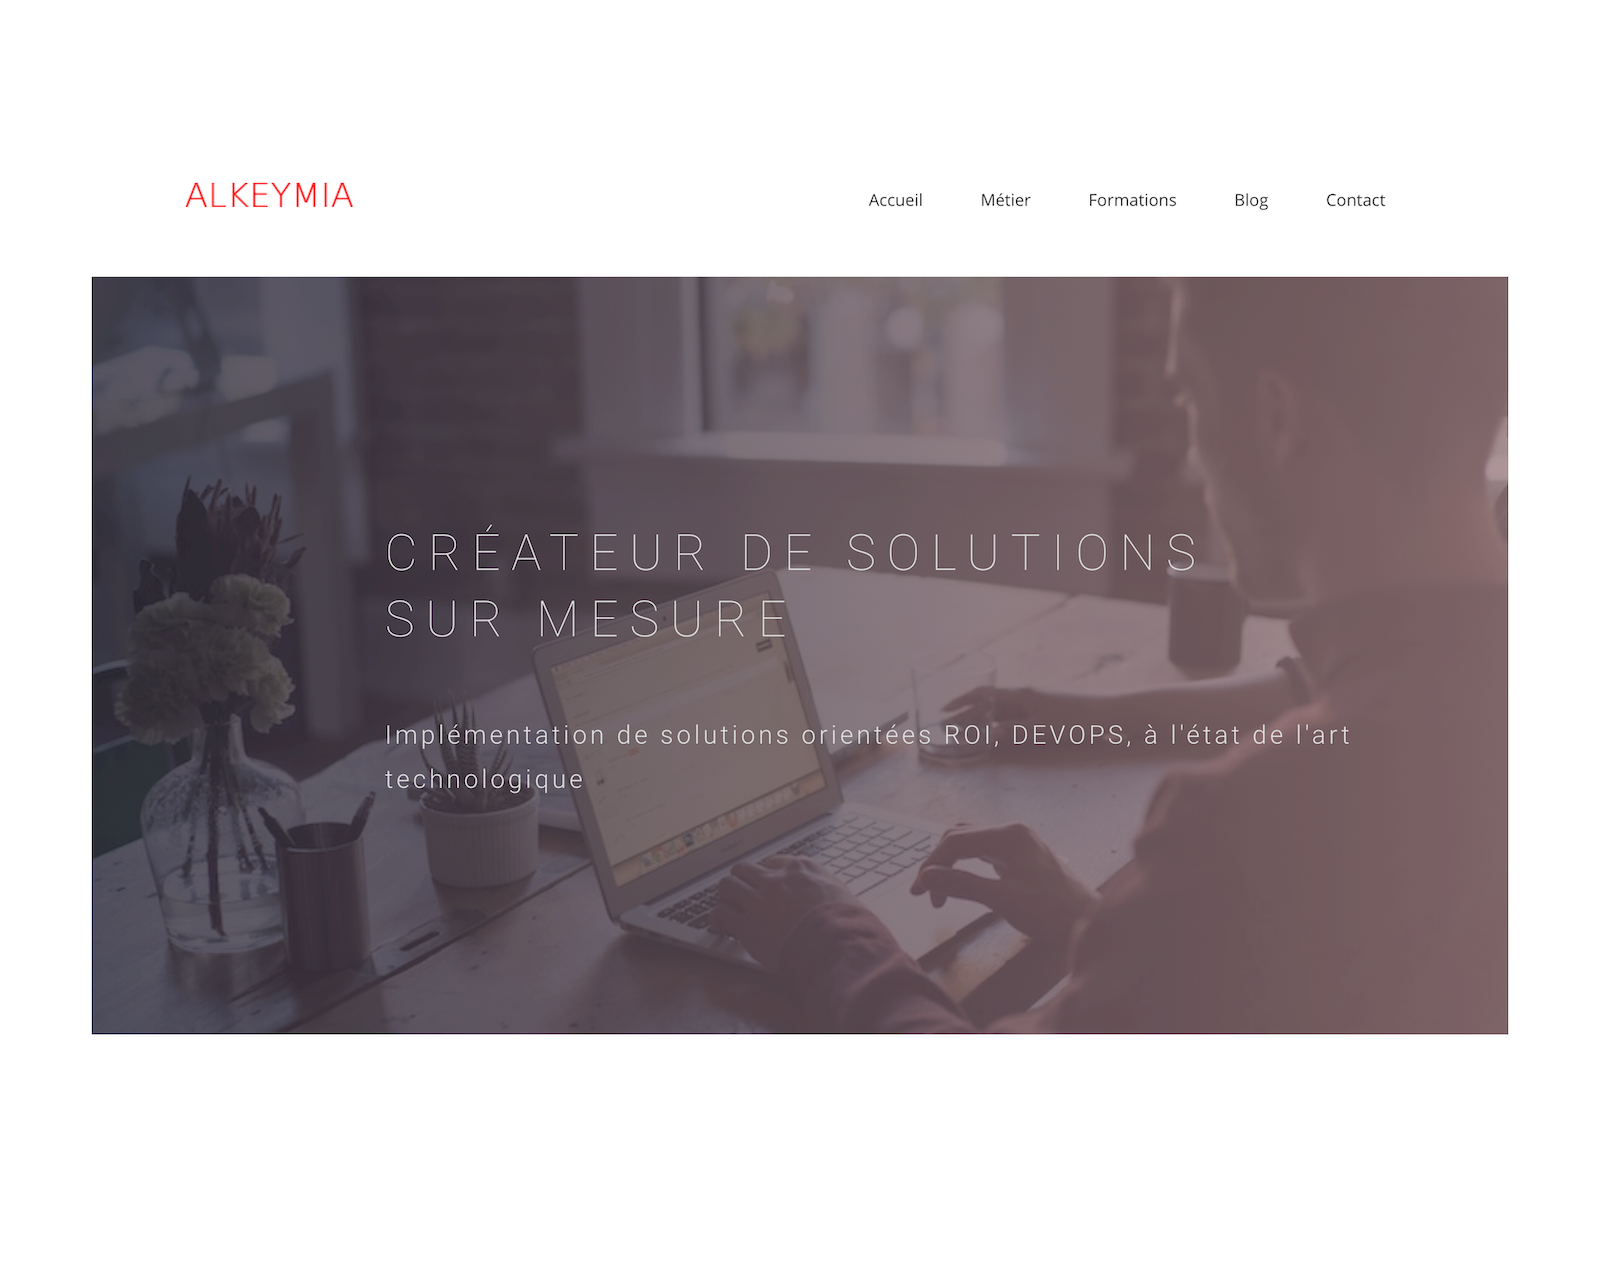 ALKEYMIA
Accueil Métier Formations Blog Contact
CRÉATEUR DE SOLUTIONS
SUR MESURE
Implémentation de solutions orientées ROI, DEVOPS, à l'état de l'art
technologique